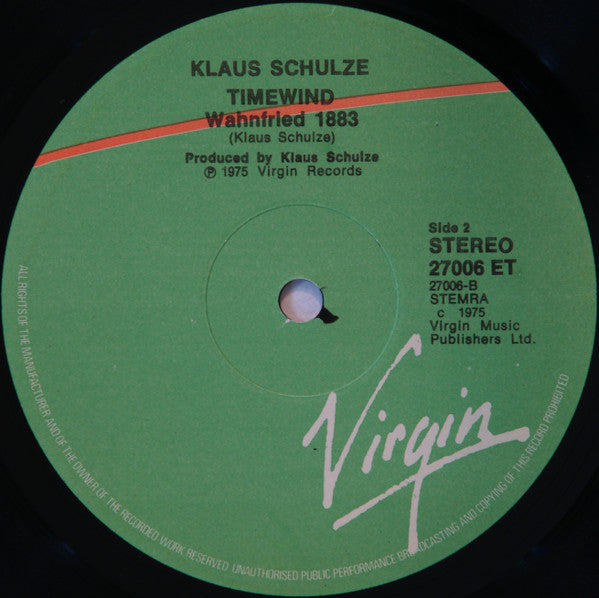 KLAUS SCHULZE
TIMEWIND
Wahnfried 1883
(Klaus Schulze)
Produced by Klaus Schulze
℗ 1975 Virgin Records
Side 2
STEREO
27006 ET
27006-B
STEMRA
c 1975
Virgin Music
Publishers Ltd.
Virgin
ALL RIGHTS OF THE MANUFACTURER AND OF THE OWNER OF THE RECORDED WORK RESERVED UNAUTHORISED PUBLIC PERFORMANCE BROADCASTING AND COPYING OF THIS RECORD PROHIBITED